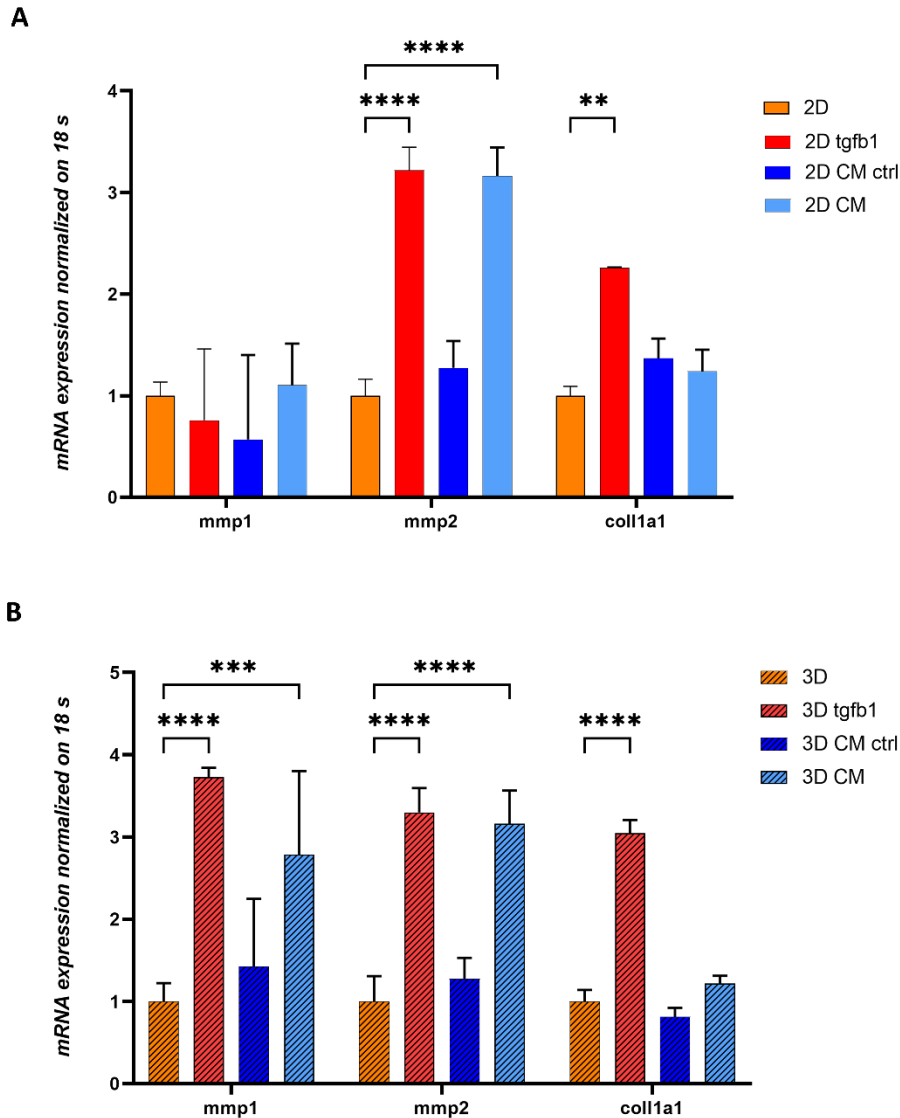 A
mRNA expression normalized on 18 s
4
3
2
1
0
****
****
**
mmp1
mmp2
coll1a1
2D
2D tgfb1
2D CM ctrl
2D CM
B
mRNA expression normalized on 18 s
5
4
3
2
1
0
***
****
****
****
****
mmp1
mmp2
coll1a1
3D
3D tgfb1
3D CM ctrl
3D CM